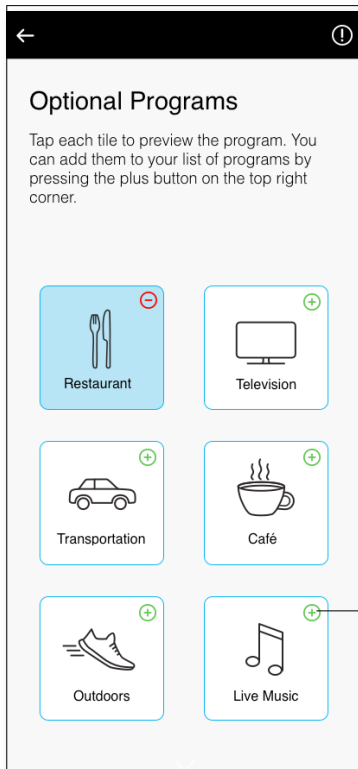 Optional Programs
Tap each tile to preview the program. You
can add them to your list of programs by
pressing the plus button on the top right
corner.
Restaurant
Television
Transportation
Café
Outdoors
Live Music